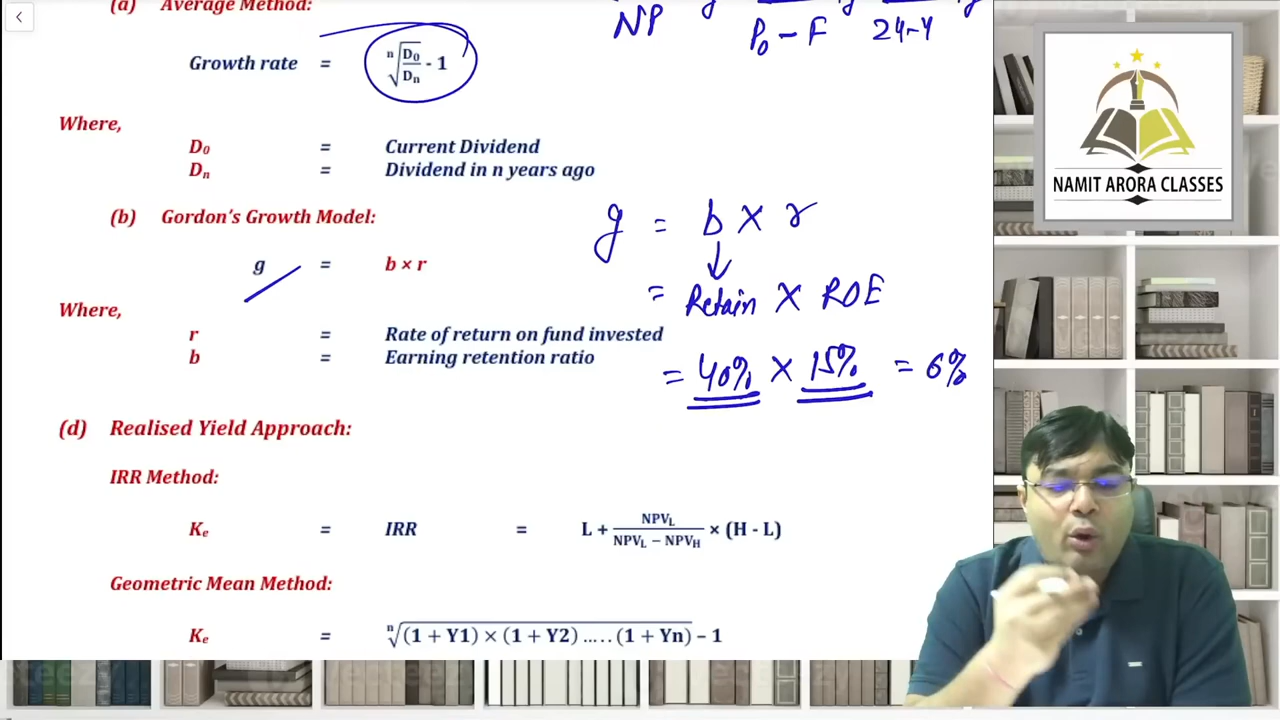 (a) Average Method:
NP
P₀ – F
24–4
Growth rate = ⁿ√(D₀/Dₙ) - 1
Where,
D₀ = Current Dividend
Dₙ = Dividend in n years ago
(b) Gordon's Growth Model:
g = b × r
g = b × r
= Retain × ROE
Where,
r = Rate of return on fund invested
b = Earning retention ratio
= 40% × 15% = 6%
(d) Realised Yield Approach:
IRR Method:
Kₑ = IRR = L + NPV_L / (NPV_L – NPV_H) × (H - L)
Geometric Mean Method:
Kₑ = ⁿ√(1 + Y1) × (1 + Y2) ..... (1 + Yn) – 1
NAMIT ARORA CLASSES